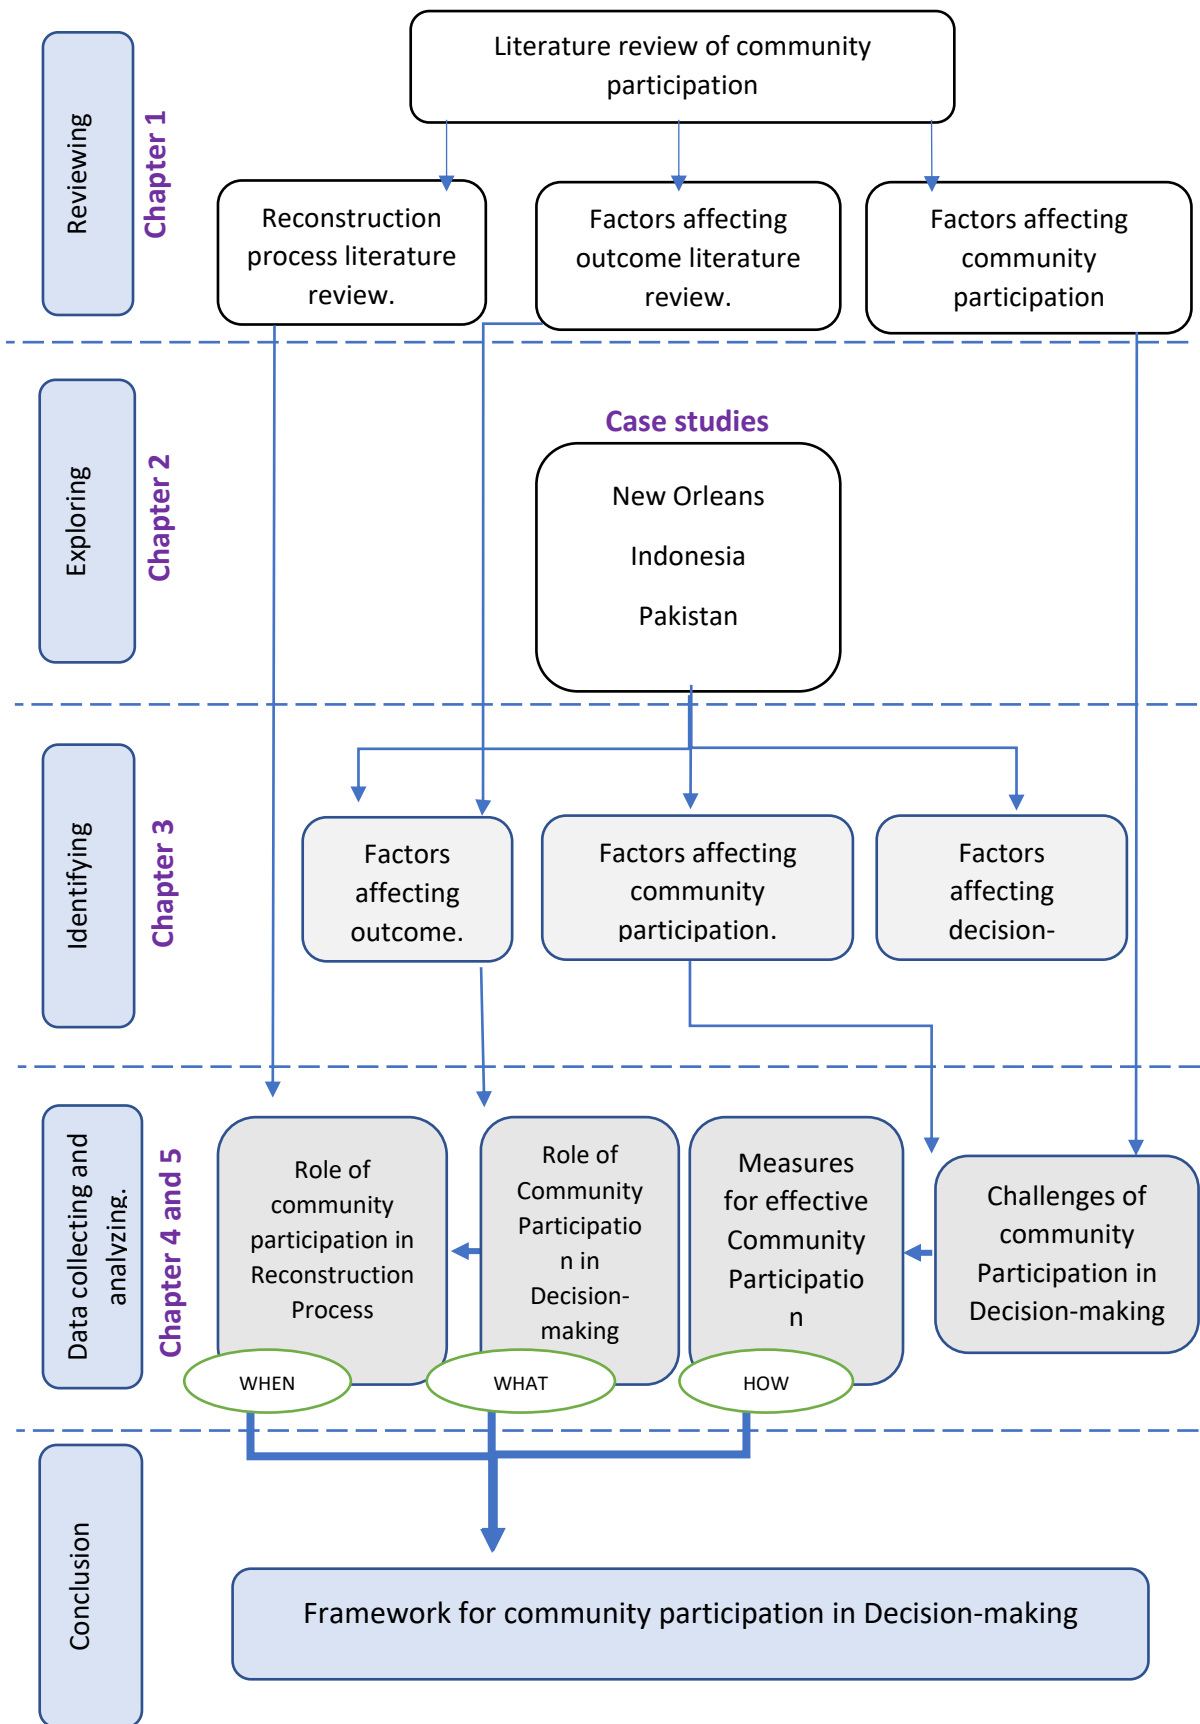 Reviewing
Chapter 1
Literature review of community
participation
Reconstruction
process literature
review.
Factors affecting
outcome literature
review.
Factors affecting
community
participation
Exploring
Chapter 2
Case studies
New Orleans
Indonesia
Pakistan
Identifying
Chapter 3
Factors
affecting
outcome.
Factors affecting
community
participation.
Factors
affecting
decision-
Data collecting and
analyzing.
Chapter 4 and 5
Role of
community
participation in
Reconstruction
Process
Role of
Community
Participatio
n in
Decision-
making
Measures
for effective
Community
Participatio
n
Challenges of
community
Participation in
Decision-making
WHEN
WHAT
HOW
Conclusion
Framework for community participation in Decision-making